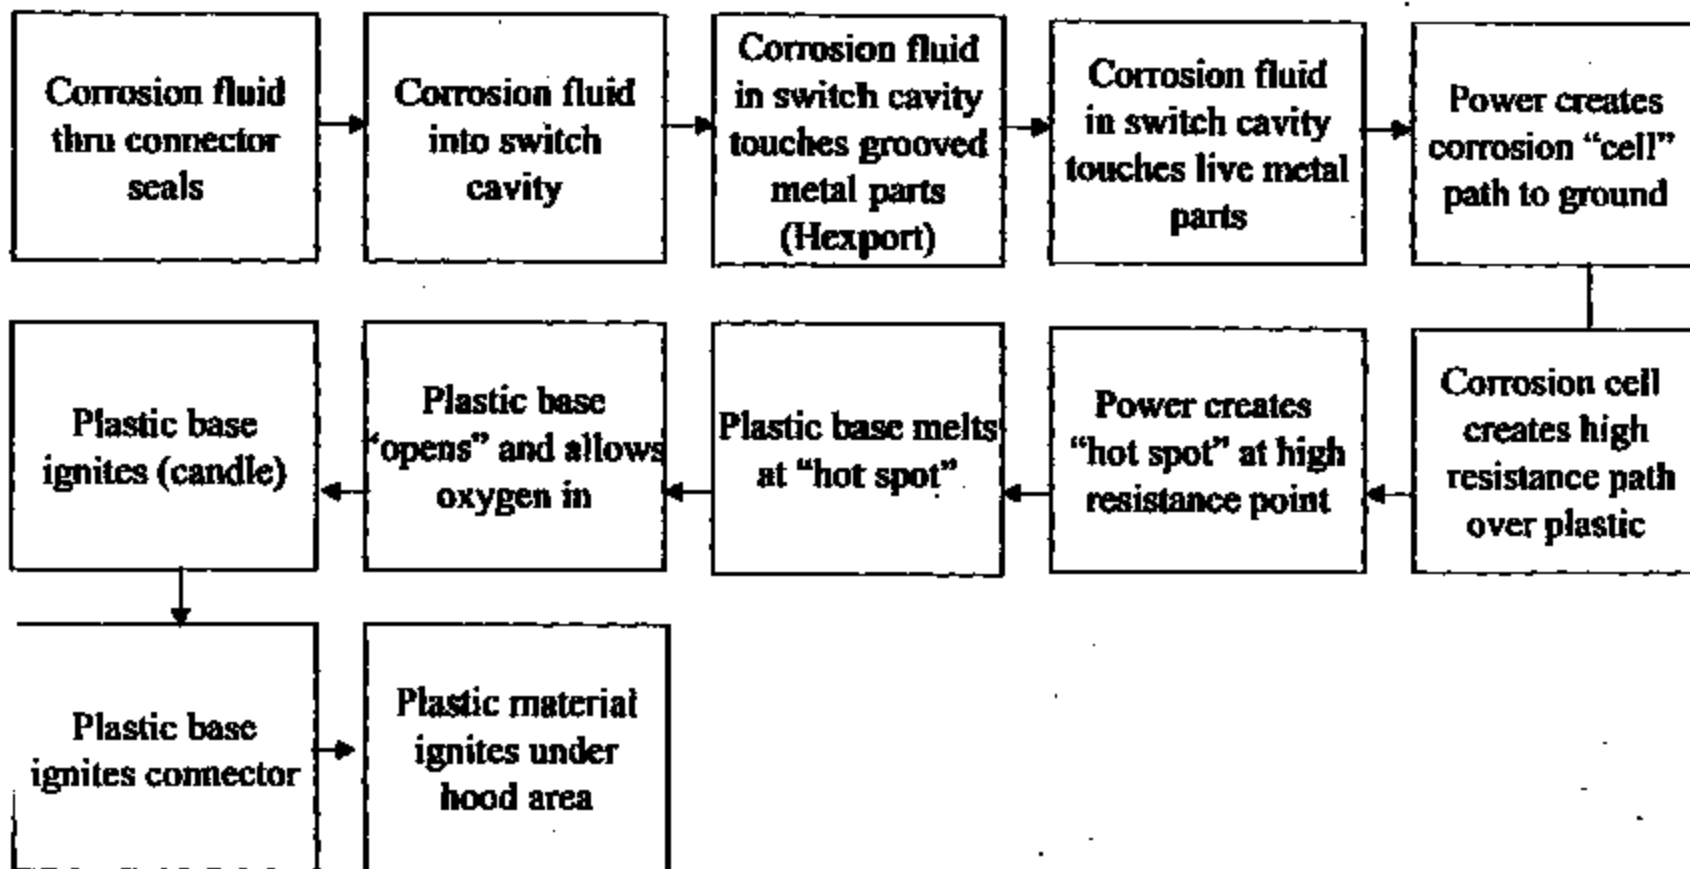 Corrosion fluid
thru connector
seals
Corrosion fluid
into switch
cavity
Corrosion fluid
in switch cavity
touches grooved
metal parts
(Hexport)
Corrosion fluid
in switch cavity
touches live metal
parts
Power creates
corrosion “cell”
path to ground
Corrosion cell
creates high
resistance path
over plastic
Power creates
“hot spot” at high
resistance point
Plastic base melts
at “hot spot”
Plastic base
“opens” and allows
oxygen in
Plastic base
ignites (candle)
Plastic base
ignites connector
Plastic material
ignites under
hood area